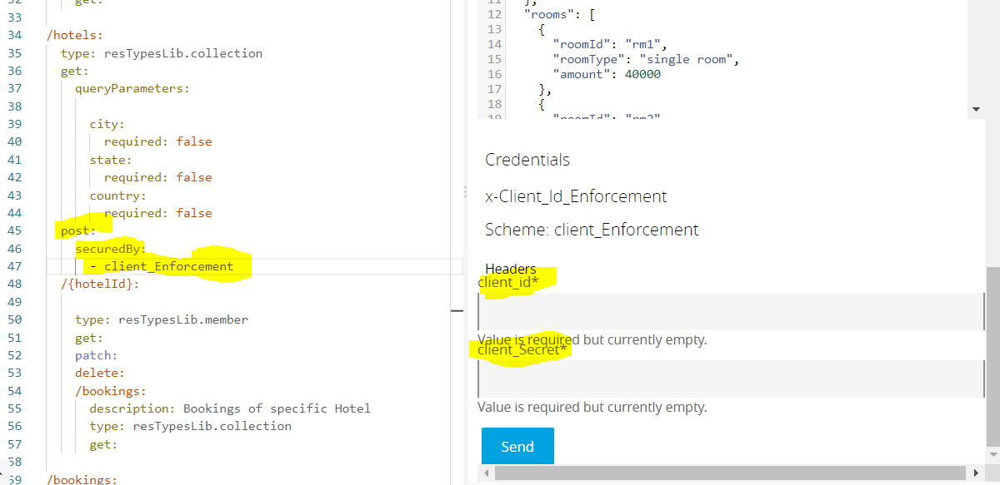 33
34 /hotels:
35 type: resTypesLib.collection
36 get:
37 queryParameters:
38
39 city:
40 required: false
41 state:
42 required: false
43 country:
44 required: false
45 post:
46 securedBy:
47 - client_Enforcement
48 /{hotelId}:
49
50 type: resTypesLib.member
51 get:
52 patch:
53 delete:
54 /bookings:
55 description: Bookings of specific Hotel
56 type: resTypesLib.collection
57 get:
58
59 /bookings:
12 "rooms": [
13 {
14 "roomId": "rm1",
15 "roomType": "single room",
16 "amount": 40000
17 },
18 {
19 "roomId": "rm2"
Credentials
x-Client_Id_Enforcement
Scheme: client_Enforcement
Headers
client_id*
Value is required but currently empty.
client_Secret*
Value is required but currently empty.
Send